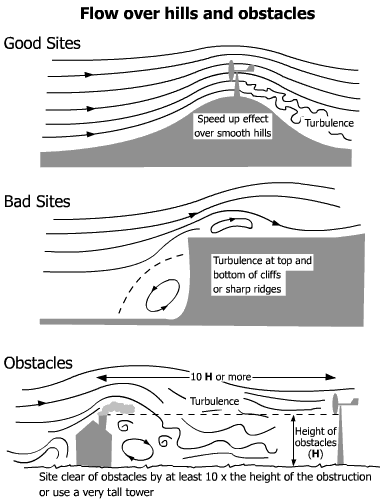 Flow over hills and obstacles
Good Sites
Speed up effect
over smooth hills
Turbulence
Bad Sites
Turbulence at top and
bottom of cliffs
or sharp ridges
Obstacles
10 H or more
Turbulence
Height of
obstacles
(H)
Site clear of obstacles by at least 10 x the height of the obstruction
or use a very tall tower